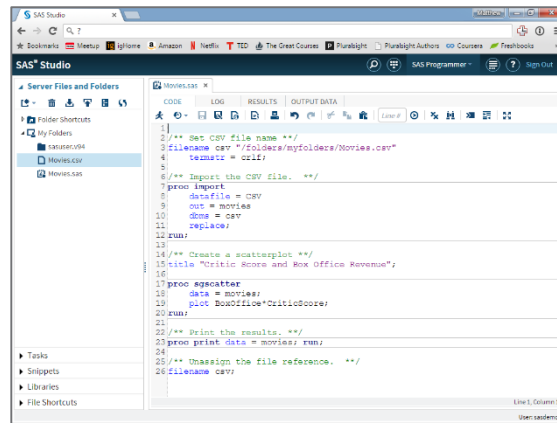 SAS Studio
Matthew
Bookmarks Meetup igHome Amazon Netflix TED The Great Courses Pluralsight Pluralsight Authors Coursera Freshbooks
SAS® Studio
SAS Programmer
Sign Out
Server Files and Folders
Folder Shortcuts
My Folders
sasuser.v94
Movies.csv
Movies.sas
Tasks
Snippets
Libraries
File Shortcuts
Movies.sas ×
CODE LOG RESULTS OUTPUT DATA
Line #
1
2 /** Set CSV file name **/
3 filename csv "/folders/myfolders/Movies.csv"
4 termstr = crlf;
5
6 /** Import the CSV file. **/
7 proc import
8 datafile = CSV
9 out = movies
10 dbms = csv
11 replace;
12 run;
13
14 /** Create a scatterplot **/
15 title "Critic Score and Box Office Revenue";
16
17 proc sgscatter
18 data = movies;
19 plot BoxOffice*CriticScore;
20 run;
21
22 /** Print the results. **/
23 proc print data = movies; run;
24
25 /** Unassign the file reference. **/
26 filename csv;
Line 1, Column
User: sasdemo